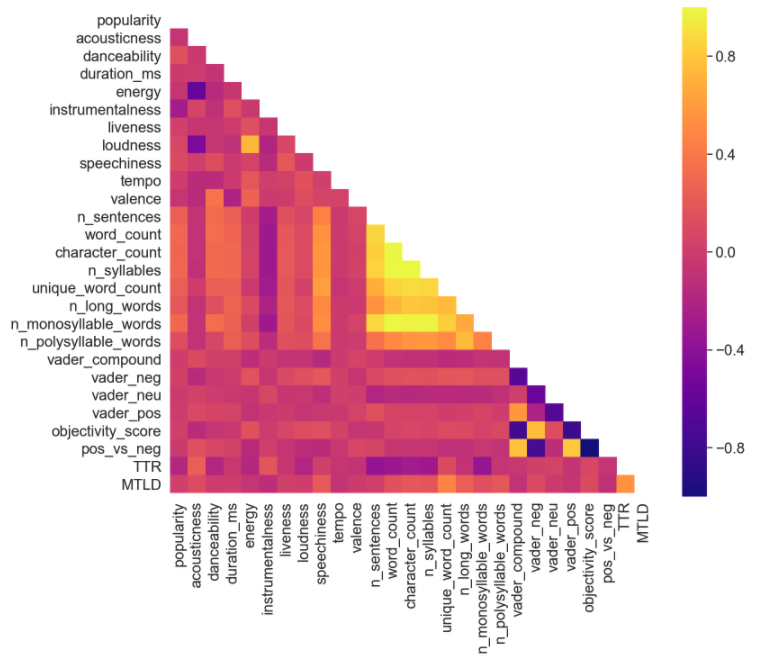 popularity
acousticness
danceability
duration_ms
energy
instrumentalness
liveness
loudness
speechiness
tempo
valence
n_sentences
word_count
character_count
n_syllables
unique_word_count
n_long_words
n_monosyllable_words
n_polysyllable_words
vader_compound
vader_neg
vader_neu
vader_pos
objectivity_score
pos_vs_neg
TTR
MTLD
popularity
acousticness
danceability
duration_ms
energy
instrumentalness
liveness
loudness
speechiness
tempo
valence
n_sentences
word_count
character_count
n_syllables
unique_word_count
n_long_words
n_monosyllable_words
n_polysyllable_words
vader_compound
vader_neg
vader_neu
vader_pos
objectivity_score
pos_vs_neg
TTR
MTLD
0.8
0.4
0.0
−0.4
−0.8